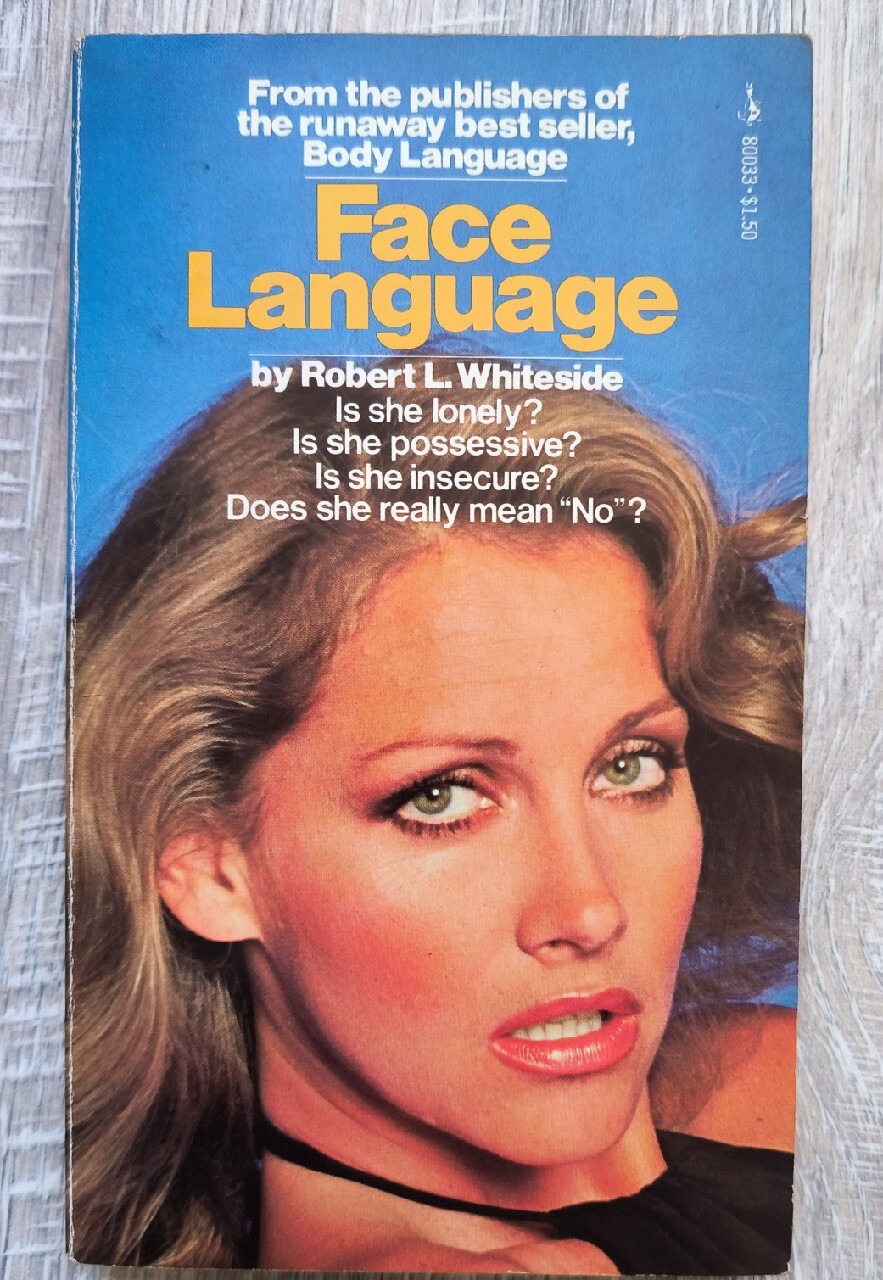 From the publishers of
the runaway best seller,
Body Language
80033 • $1.50
Face
Language
by Robert L. Whiteside
Is she lonely?
Is she possessive?
Is she insecure?
Does she really mean “No”?